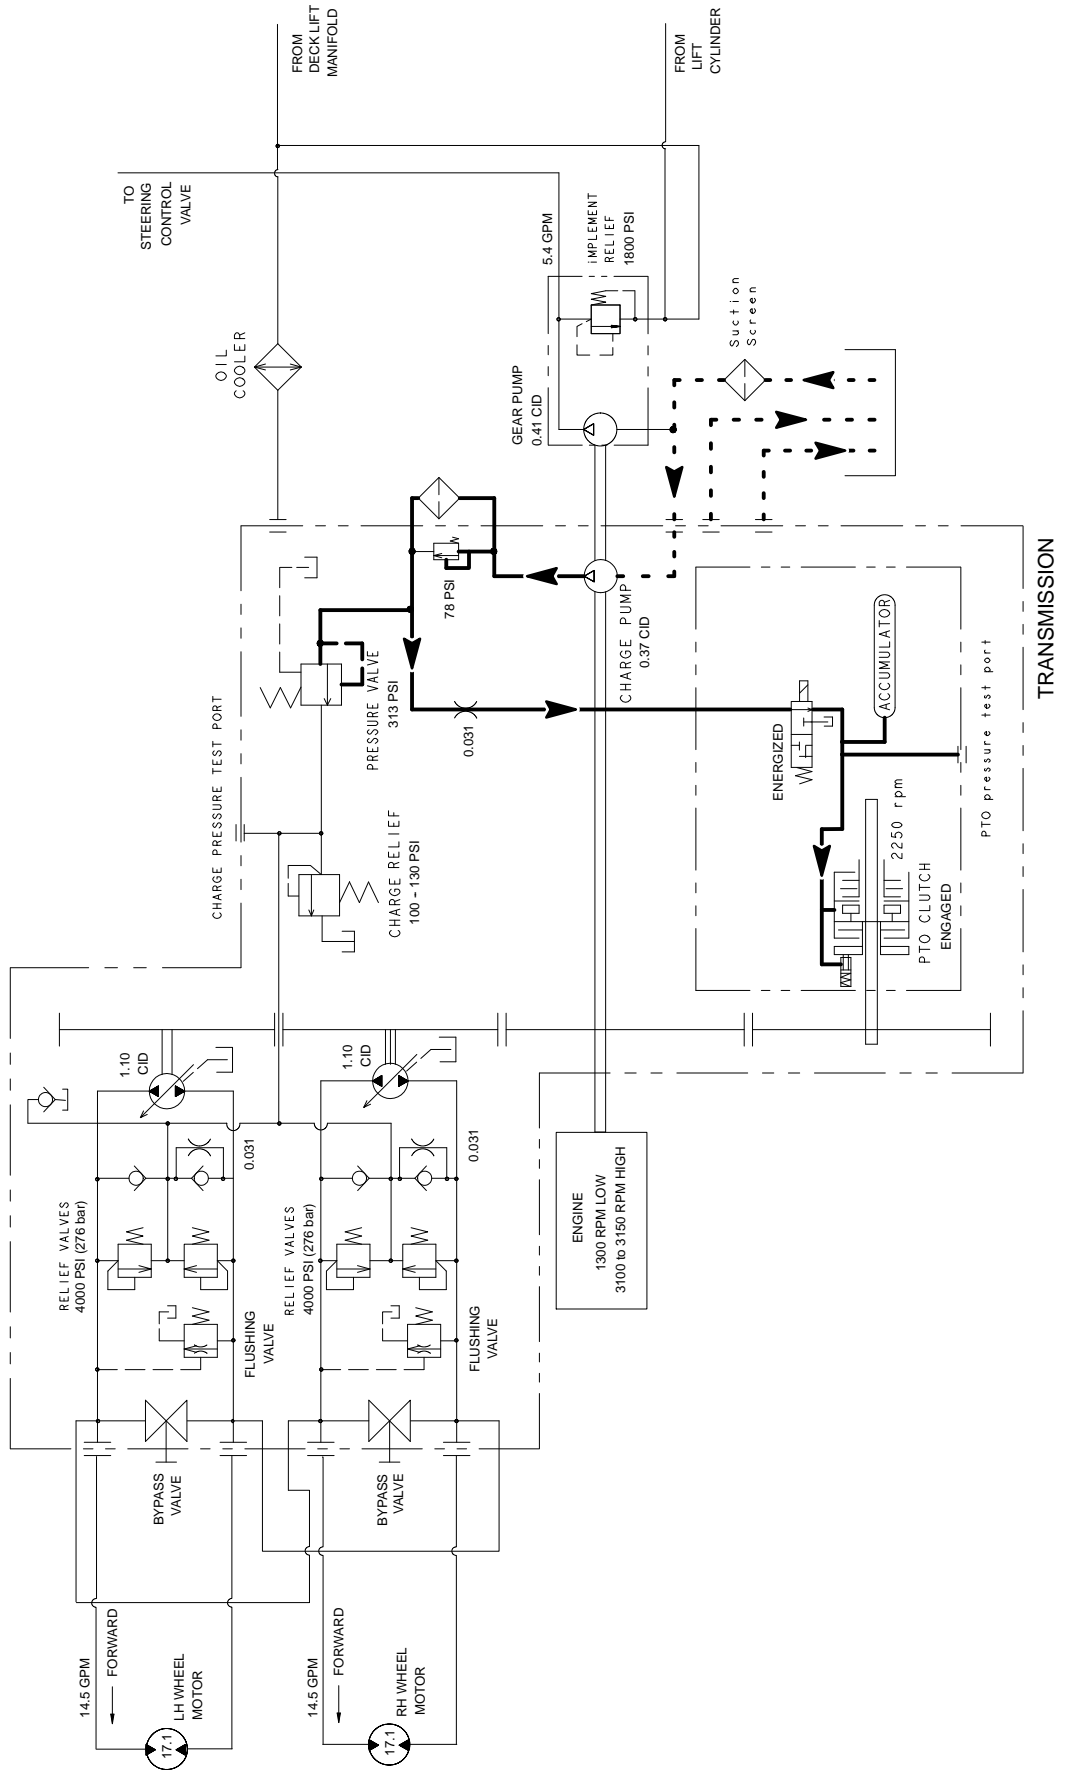 FROM
DECK LIFT
MANIFOLD
FROM
LIFT
CYLINDER
TO
STEERING
CONTROL
VALVE
OIL
COOLER
5.4 GPM
iMPLEMENT
RELIEF
1800 PSI
GEAR PUMP
0.41 CID
Suction
Screen
78 PSI
CHARGE PUMP
0.37 CID
PRESSURE VALVE
313 PSI
0.031
CHARGE PRESSURE TEST PORT
CHARGE RELIEF
100 - 130 PSI
ENERGIZED
ACCUMULATOR
PTO pressure test port
2250 rpm
PTO CLUTCH
ENGAGED
TRANSMISSION
1.10
CID
1.10
CID
0.031
0.031
RELIEF VALVES
4000 PSI (276 bar)
RELIEF VALVES
4000 PSI (276 bar)
ENGINE
1300 RPM LOW
3100 to 3150 RPM HIGH
FLUSHING
VALVE
FLUSHING
VALVE
BYPASS
VALVE
BYPASS
VALVE
14.5 GPM
FORWARD
LH WHEEL
MOTOR
17.1
14.5 GPM
FORWARD
RH WHEEL
MOTOR
17.1